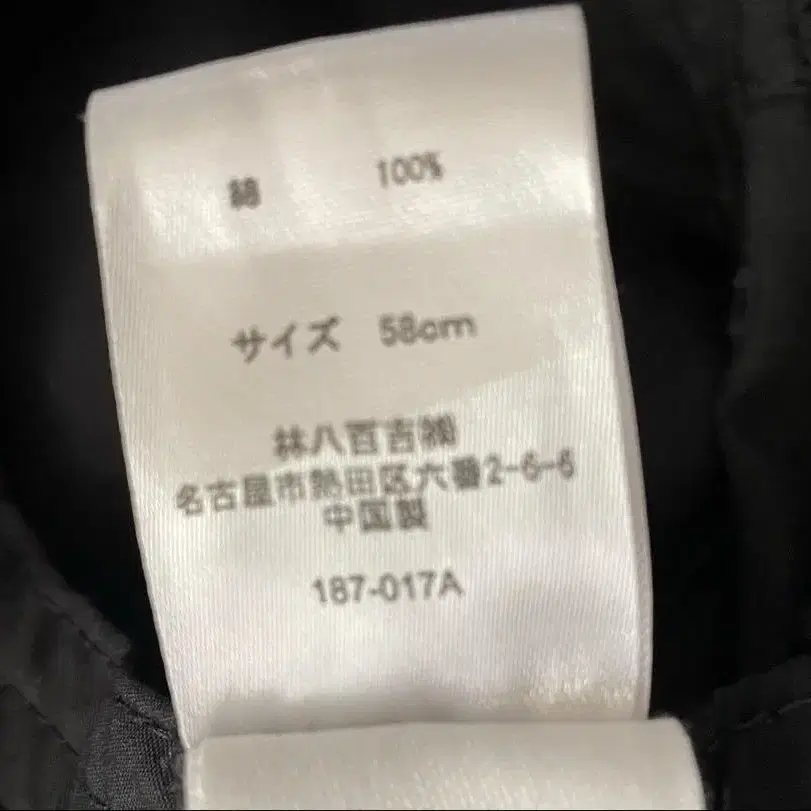 綿 100%
サイズ 58cm
林八百吉㈱
名古屋市熱田区六番2-6-6
中国製
187-017A